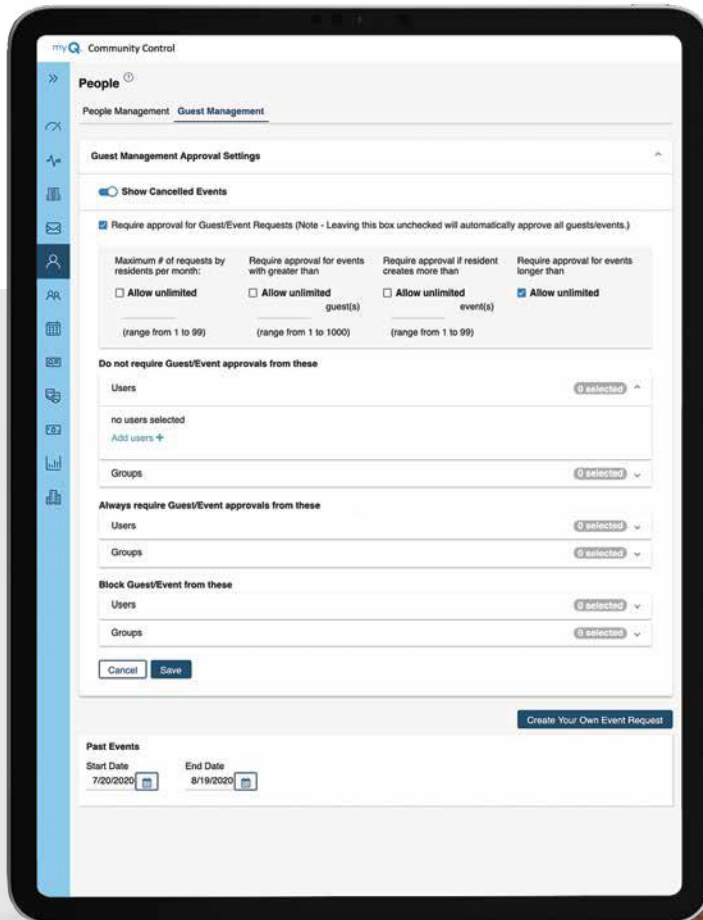 myQ Community Control
People ?
People Management Guest Management
Guest Management Approval Settings
Show Cancelled Events
Require approval for Guest/Event Requests (Note - Leaving this box unchecked will automatically approve all guests/events.)
Maximum # of requests by
residents per month:
Allow unlimited
(range from 1 to 99)
Require approval for events
with greater than
Allow unlimited
guest(s)
(range from 1 to 1000)
Require approval if resident
creates more than
Allow unlimited
event(s)
(range from 1 to 99)
Require approval for events
longer than
Allow unlimited
Do not require Guest/Event approvals from these
Users 0 selected
no users selected
Add users +
Groups 0 selected
Always require Guest/Event approvals from these
Users 0 selected
Groups 0 selected
Block Guest/Event from these
Users 0 selected
Groups 0 selected
Cancel Save
Create Your Own Event Request
Past Events
Start Date End Date
7/20/2020 8/19/2020